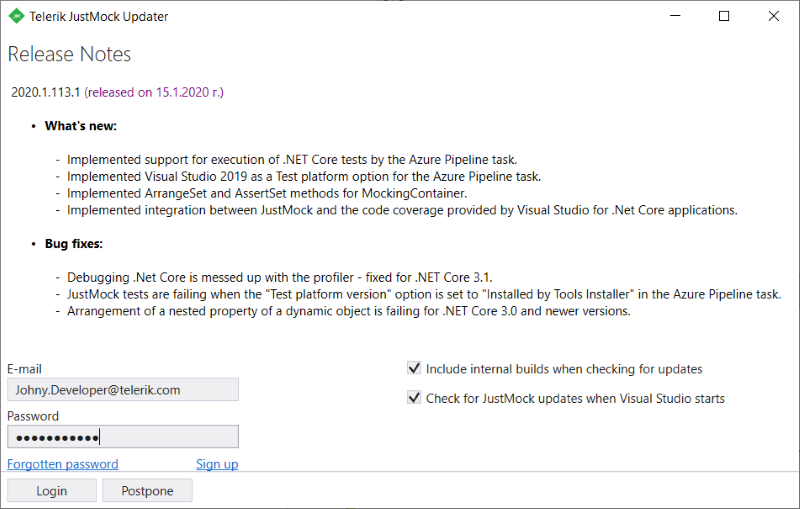 Telerik JustMock Updater
Release Notes
2020.1.113.1 (released on 15.1.2020 г.)
• What's new:
- Implemented support for execution of .NET Core tests by the Azure Pipeline task.
- Implemented Visual Studio 2019 as a Test platform option for the Azure Pipeline task.
- Implemented ArrangeSet and AssertSet methods for MockingContainer.
- Implemented integration between JustMock and the code coverage provided by Visual Studio for .Net Core applications.
• Bug fixes:
- Debugging .Net Core is messed up with the profiler - fixed for .NET Core 3.1.
- JustMock tests are failing when the "Test platform version" option is set to "Installed by Tools Installer" in the Azure Pipeline task.
- Arrangement of a nested property of a dynamic object is failing for .NET Core 3.0 and newer versions.
E-mail
Johny.Developer@telerik.com
Password
●●●●●●●●●●●
Forgotten password Sign up
Include internal builds when checking for updates
Check for JustMock updates when Visual Studio starts
Login Postpone